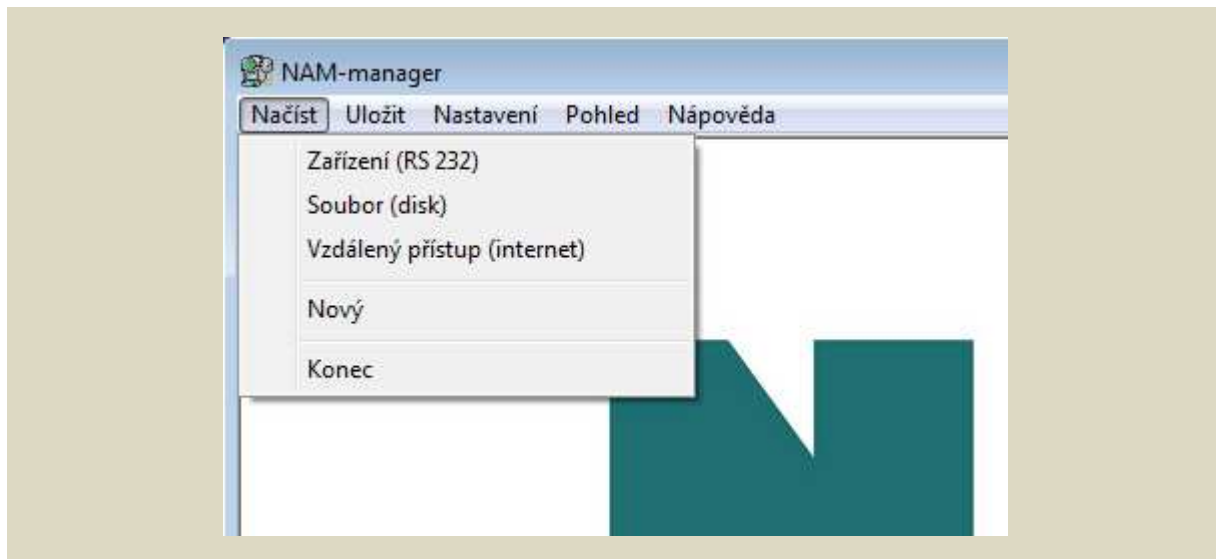 NAM-manager
Načíst Uložit Nastavení Pohled Nápověda
Zařízení (RS 232)
Soubor (disk)
Vzdálený přístup (internet)
Nový
Konec